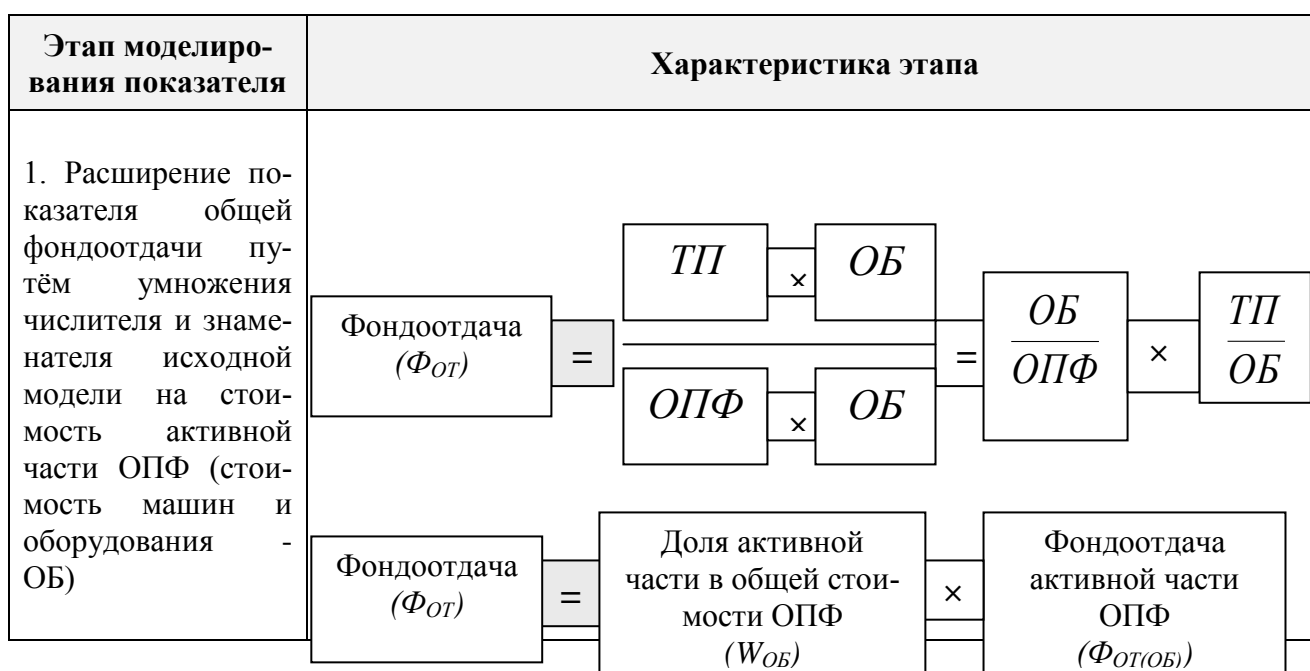 Этап моделиро-
вания показателя
Характеристика этапа
1. Расширение по-
казателя общей
фондоотдачи пу-
тём умножения
числителя и знаме-
нателя исходной
модели на стои-
мость активной
части ОПФ (стои-
мость машин и
оборудования -
ОБ)
Фондоотдача
(Ф_ОТ)
=
ТП × ОБ
ОПФ × ОБ
=
ОБ
ОПФ
×
ТП
ОБ
Фондоотдача
(Ф_ОТ)
=
Доля активной
части в общей стои-
мости ОПФ
(W_ОБ)
×
Фондоотдача
активной части
ОПФ
(Ф_ОТ(ОБ))